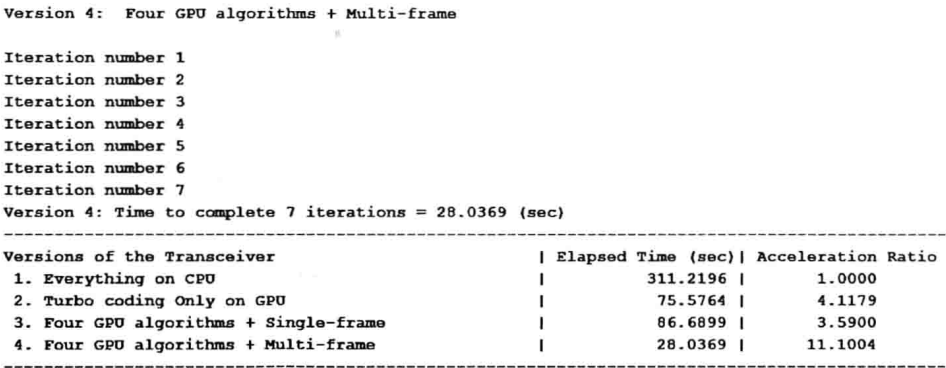 Version 4:  Four GPU algorithms + Multi-frame
Iteration number 1
Iteration number 2
Iteration number 3
Iteration number 4
Iteration number 5
Iteration number 6
Iteration number 7
Version 4: Time to complete 7 iterations = 28.0369 (sec)
-----------------------------------------------------------------------------------------------
Versions of the Transceiver | Elapsed Time (sec)| Acceleration Ratio
1. Everything on CPU | 311.2196 | 1.0000
2. Turbo coding Only on GPU | 75.5764 | 4.1179
3. Four GPU algorithms + Single-frame | 86.6899 | 3.5900
4. Four GPU algorithms + Multi-frame | 28.0369 | 11.1004
-----------------------------------------------------------------------------------------------